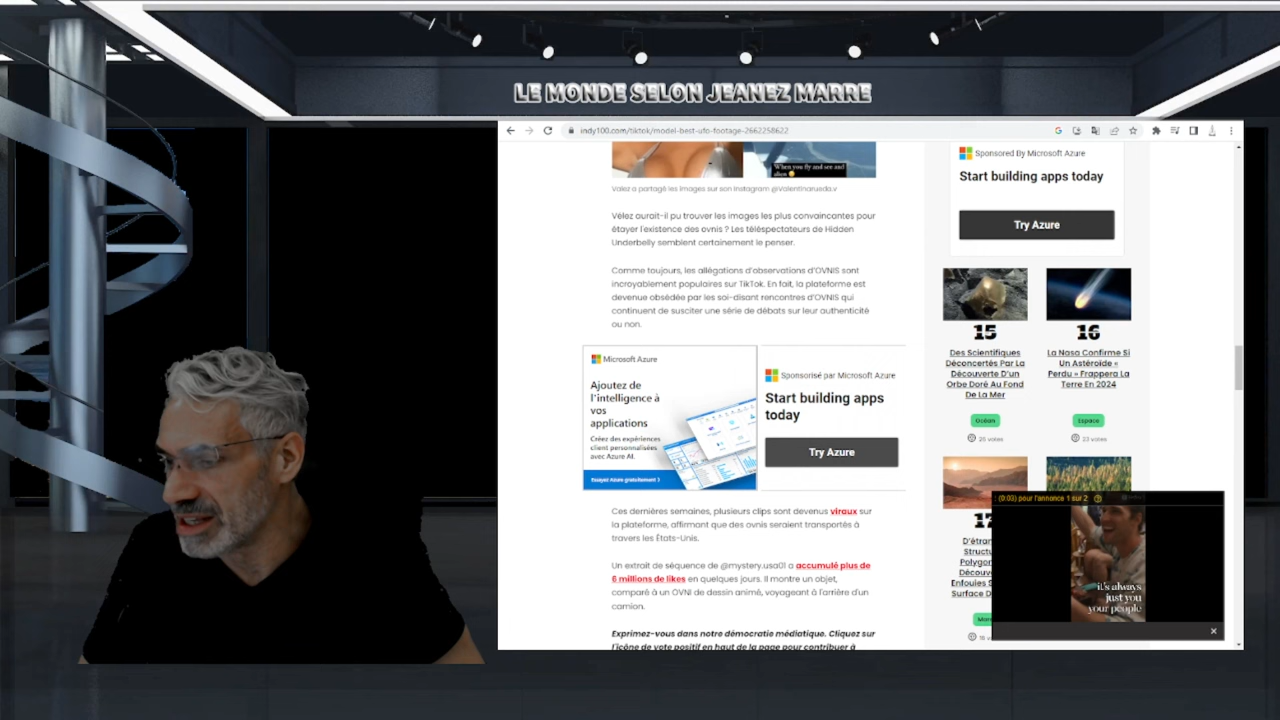 LE MONDE SELON JEANEZ MARRE
indy100.com/tiktok/model-best-ufo-footage-2662258622
When you fly and see and
alien
Valez a partagé les images sur son Instagram @Valentinarueda.v
Vélez aurait-il pu trouver les images les plus convaincantes pour
étayer l'existence des ovnis ? Les téléspectateurs de Hidden
Underbelly semblent certainement le penser.
Comme toujours, les allégations d'observations d'OVNIS sont
incroyablement populaires sur TikTok. En fait, la plateforme est
devenue obsédée par les soi-disant rencontres d'OVNIS qui
continuent de susciter une série de débats sur leur authenticité
ou non.
Microsoft Azure
Ajoutez de
l'intelligence à
vos
applications
Créez des expériences
client personnalisées
avec Azure AI.
Essayez Azure gratuitement
Sponsorisé par Microsoft Azure
Start building apps
today
Try Azure
Ces dernières semaines, plusieurs clips sont devenus viraux sur
la plateforme, affirmant que des ovnis seraient transportés à
travers les États-Unis.
Un extrait de séquence de @mystery.usa01 a accumulé plus de
6 millions de likes en quelques jours. Il montre un objet,
comparé à un OVNI de dessin animé, voyageant à l'arrière d'un
camion.
Exprimez-vous dans notre démocratie médiatique. Cliquez sur
l'icône de vote positif en haut de la page pour contribuer à
Sponsored By Microsoft Azure
Start building apps today
Try Azure
15
Des Scientifiques
Déconcertés Par La
Découverte D'un
Orbe Doré Au Fond
De La Mer
Océan
26 votes
16
La Nasa Confirme Si
Un Astéroïde «
Perdu » Frappera La
Terre En 2024
Espace
23 votes
17
D'étran
Structu
Polygon
Découv
Enfouies S
Surface D
Mar
: (0:03) pour l'annonce 1 sur 2
it's always
just you
your people